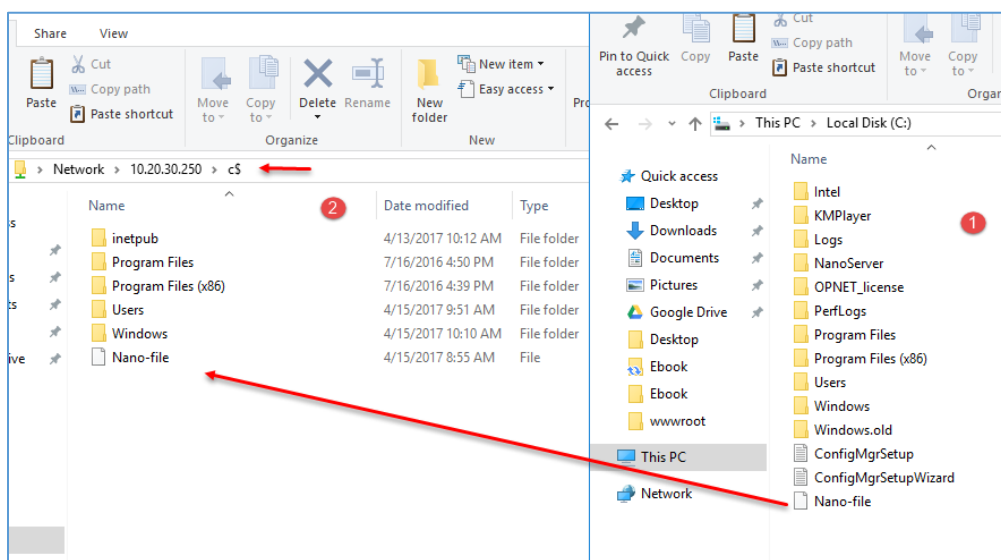 Share View
Cut
Copy path
Paste shortcut
Paste
Move to
Copy to
Delete
Rename
New folder
New item
Easy access
Clipboard
Organize
New
Network > 10.20.30.250 > c$
2
Name Date modified Type
inetpub 4/13/2017 10:12 AM File folder
Program Files 7/16/2016 4:50 PM File folder
Program Files (x86) 7/16/2016 4:39 PM File folder
Users 4/15/2017 9:51 AM File folder
Windows 4/15/2017 10:10 AM File folder
Nano-file 4/15/2017 8:55 AM File
Pin to Quick access
Copy
Paste
Cut
Copy path
Paste shortcut
Move to
Copy to
Clipboard
This PC > Local Disk (C:)
Quick access
Desktop
Downloads
Documents
Pictures
Google Drive
Desktop
Ebook
Ebook
wwwroot
This PC
Network
1
Name
Intel
KMPlayer
Logs
NanoServer
OPNET_license
PerfLogs
Program Files
Program Files (x86)
Users
Windows
Windows.old
ConfigMgrSetup
ConfigMgrSetupWizard
Nano-file